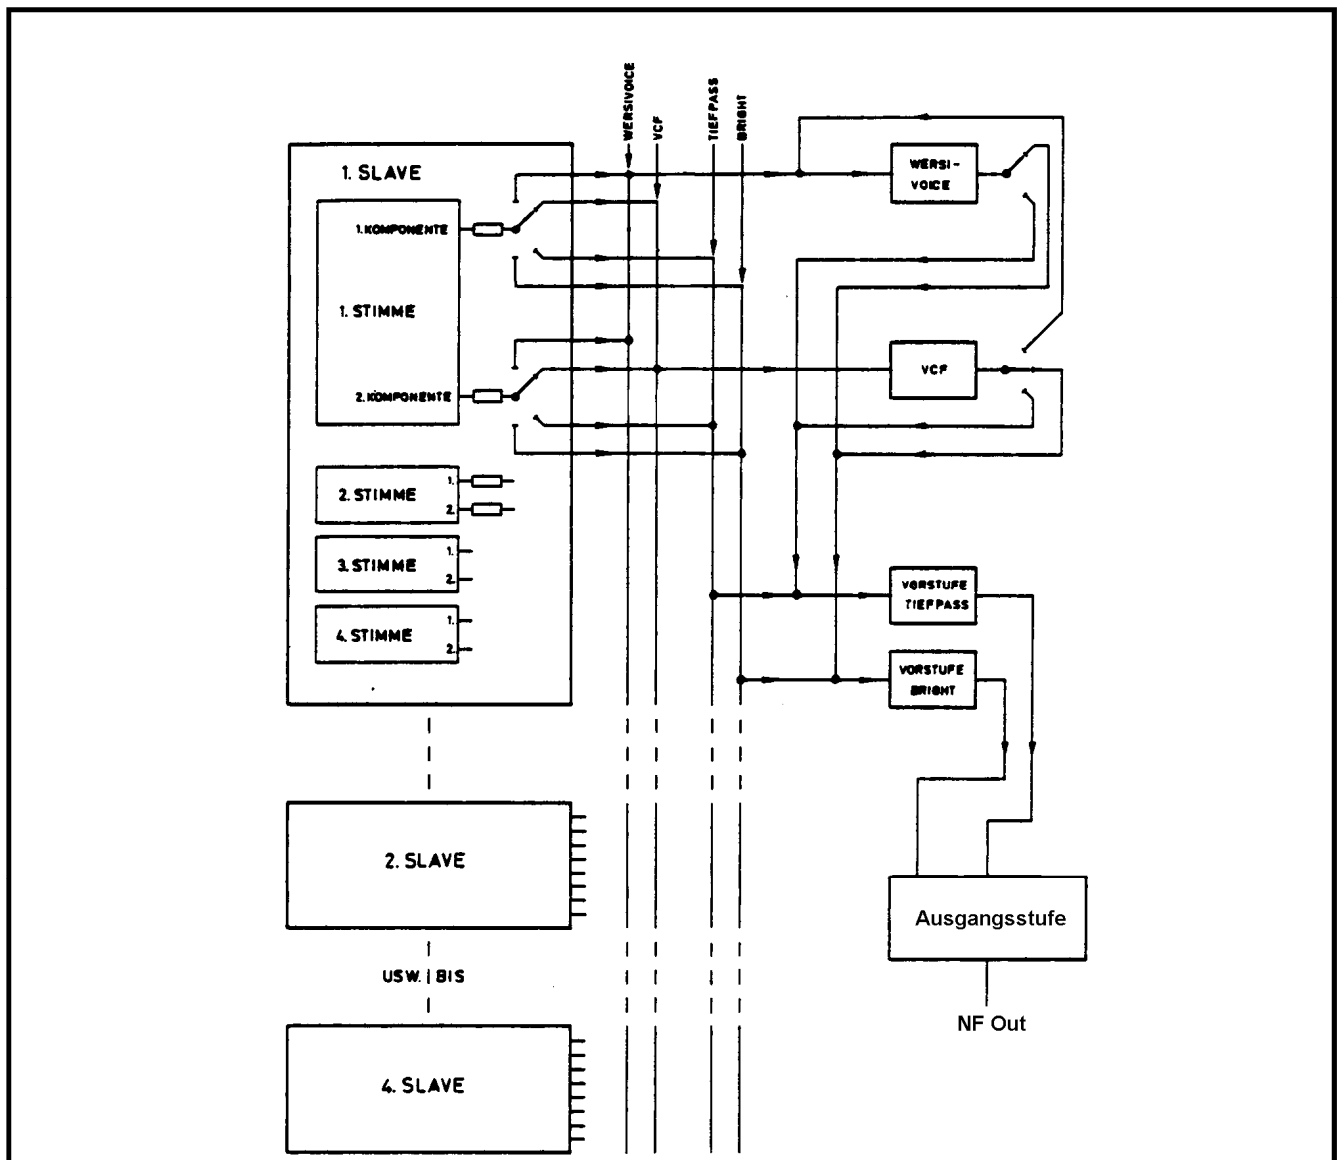 WERSIVOICE
VCF
TIEFPASS
BRIGHT
1. SLAVE
1. KOMPONENTE
1. STIMME
2. KOMPONENTE
2. STIMME
1.
2.
3. STIMME
1.
2.
4. STIMME
1.
2.
WERSI-
VOICE
VCF
VORSTUFE
TIEFPASS
VORSTUFE
BRIGHT
2. SLAVE
USW. BIS
4. SLAVE
Ausgangsstufe
NF Out